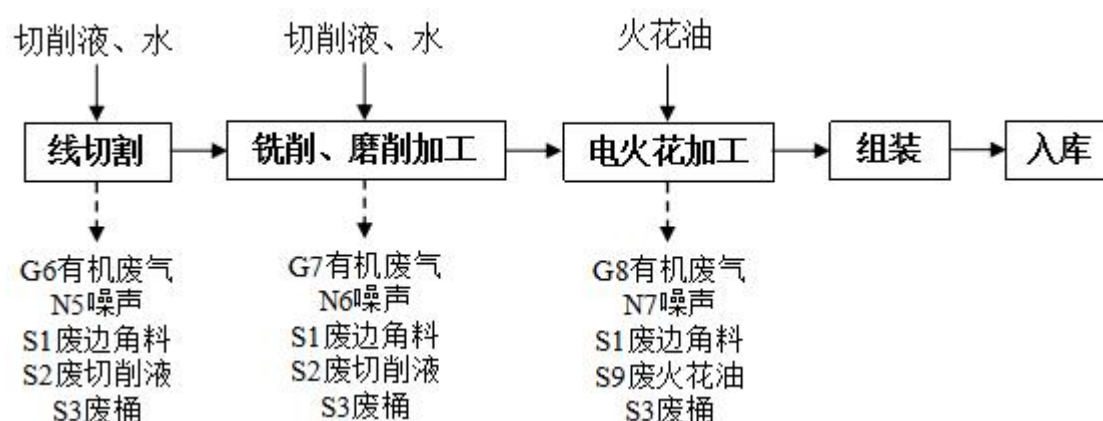 切削液、水
切削液、水
火花油
线切割
铣削、磨削加工
电火花加工
组装
入库
G6有机废气
N5噪声
S1废边角料
S2废切削液
S3废桶
G7有机废气
N6噪声
S1废边角料
S2废切削液
S3废桶
G8有机废气
N7噪声
S1废边角料
S9废火花油
S3废桶